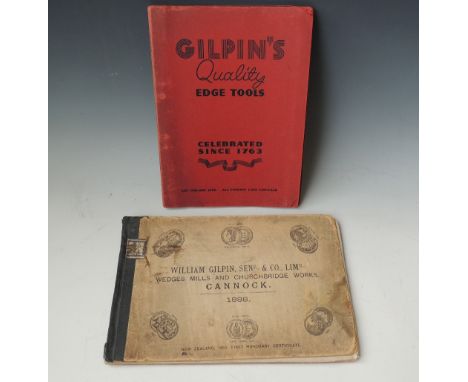 GILPIN'S
Quality
EDGE TOOLS
CELEBRATED
SINCE 1763
WILLIAM GILPIN, SENR. & CO., LIMD.
WEDGES MILLS AND CHURCHBRIDGE WORKS,
CANNOCK.
1886.